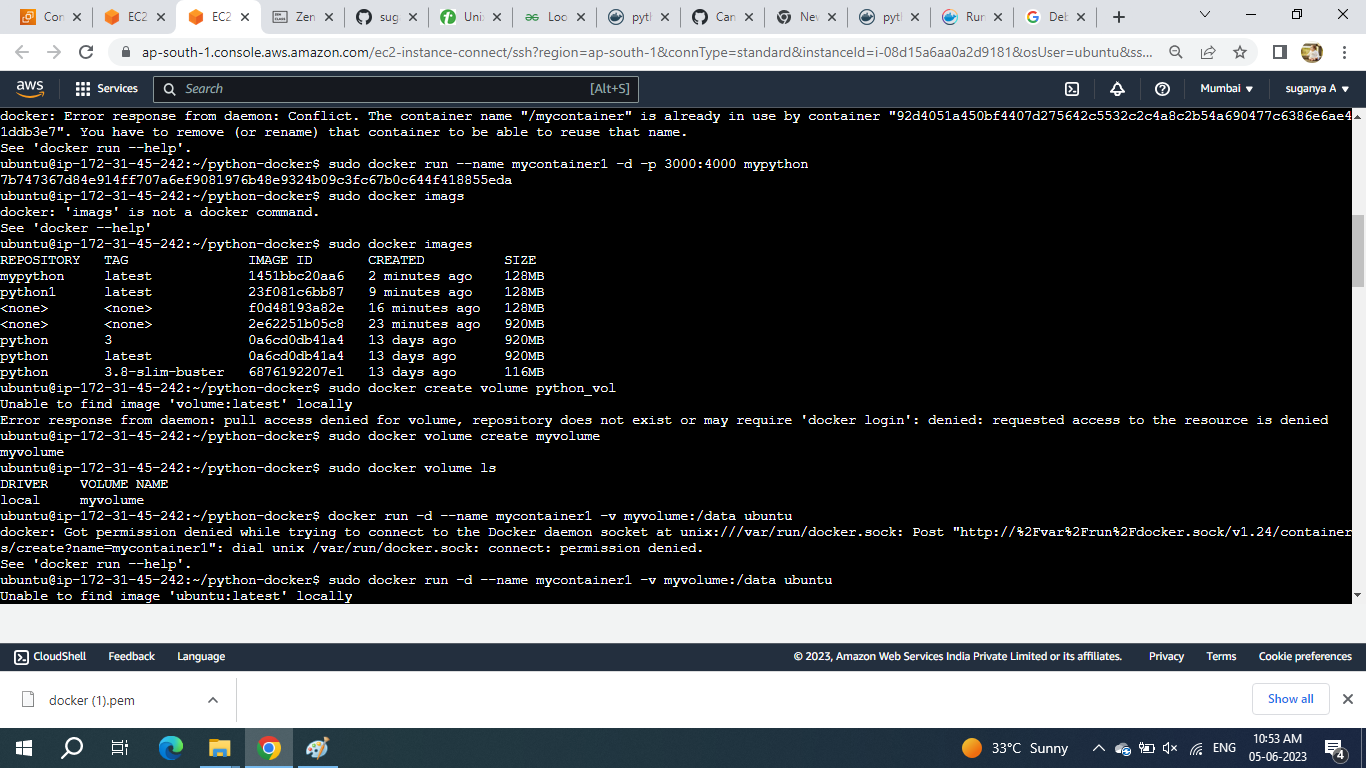 Con
EC2
EC2
Zen
sug
Unix
Loo
pyth
Can
Nev
pyth
Run
Deb
ap-south-1.console.aws.amazon.com/ec2-instance-connect/ssh?region=ap-south-1&connType=standard&instanceId=i-08d15a6aa0a2d9181&osUser=ubuntu&ss...
aws
Services
Search
[Alt+S]
Mumbai
suganya A
docker: Error response from daemon: Conflict. The container name "/mycontainer" is already in use by container "92d4051a450bf4407d275642c5532c2c4a8c2b54a690477c6386e6ae4
1ddb3e7". You have to remove (or rename) that container to be able to reuse that name.
See 'docker run --help'.
ubuntu@ip-172-31-45-242:~/python-docker$ sudo docker run --name mycontainer1 -d -p 3000:4000 mypython
7b747367d84e914ff707a6ef9081976b48e9324b09c3fc67b0c644f418855eda
ubuntu@ip-172-31-45-242:~/python-docker$ sudo docker imags
docker: 'imags' is not a docker command.
See 'docker --help'
ubuntu@ip-172-31-45-242:~/python-docker$ sudo docker images
REPOSITORY TAG IMAGE ID CREATED SIZE
mypython latest 1451bbc20aa6 2 minutes ago 128MB
python1 latest 23f081c6bb87 9 minutes ago 128MB
<none> <none> f0d48193a82e 16 minutes ago 128MB
<none> <none> 2e62251b05c8 23 minutes ago 920MB
python 3 0a6cd0db41a4 13 days ago 920MB
python latest 0a6cd0db41a4 13 days ago 920MB
python 3.8-slim-buster 6876192207e1 13 days ago 116MB
ubuntu@ip-172-31-45-242:~/python-docker$ sudo docker create volume python_vol
Unable to find image 'volume:latest' locally
Error response from daemon: pull access denied for volume, repository does not exist or may require 'docker login': denied: requested access to the resource is denied
ubuntu@ip-172-31-45-242:~/python-docker$ sudo docker volume create myvolume
myvolume
ubuntu@ip-172-31-45-242:~/python-docker$ sudo docker volume ls
DRIVER VOLUME NAME
local myvolume
ubuntu@ip-172-31-45-242:~/python-docker$ docker run -d --name mycontainer1 -v myvolume:/data ubuntu
docker: Got permission denied while trying to connect to the Docker daemon socket at unix:///var/run/docker.sock: Post "http://%2Fvar%2Frun%2Fdocker.sock/v1.24/container
s/create?name=mycontainer1": dial unix /var/run/docker.sock: connect: permission denied.
See 'docker run --help'.
ubuntu@ip-172-31-45-242:~/python-docker$ sudo docker run -d --name mycontainer1 -v myvolume:/data ubuntu
Unable to find image 'ubuntu:latest' locally
CloudShell
Feedback
Language
© 2023, Amazon Web Services India Private Limited or its affiliates.
Privacy
Terms
Cookie preferences
docker (1).pem
Show all
33°C Sunny
ENG
10:53 AM
05-06-2023
4